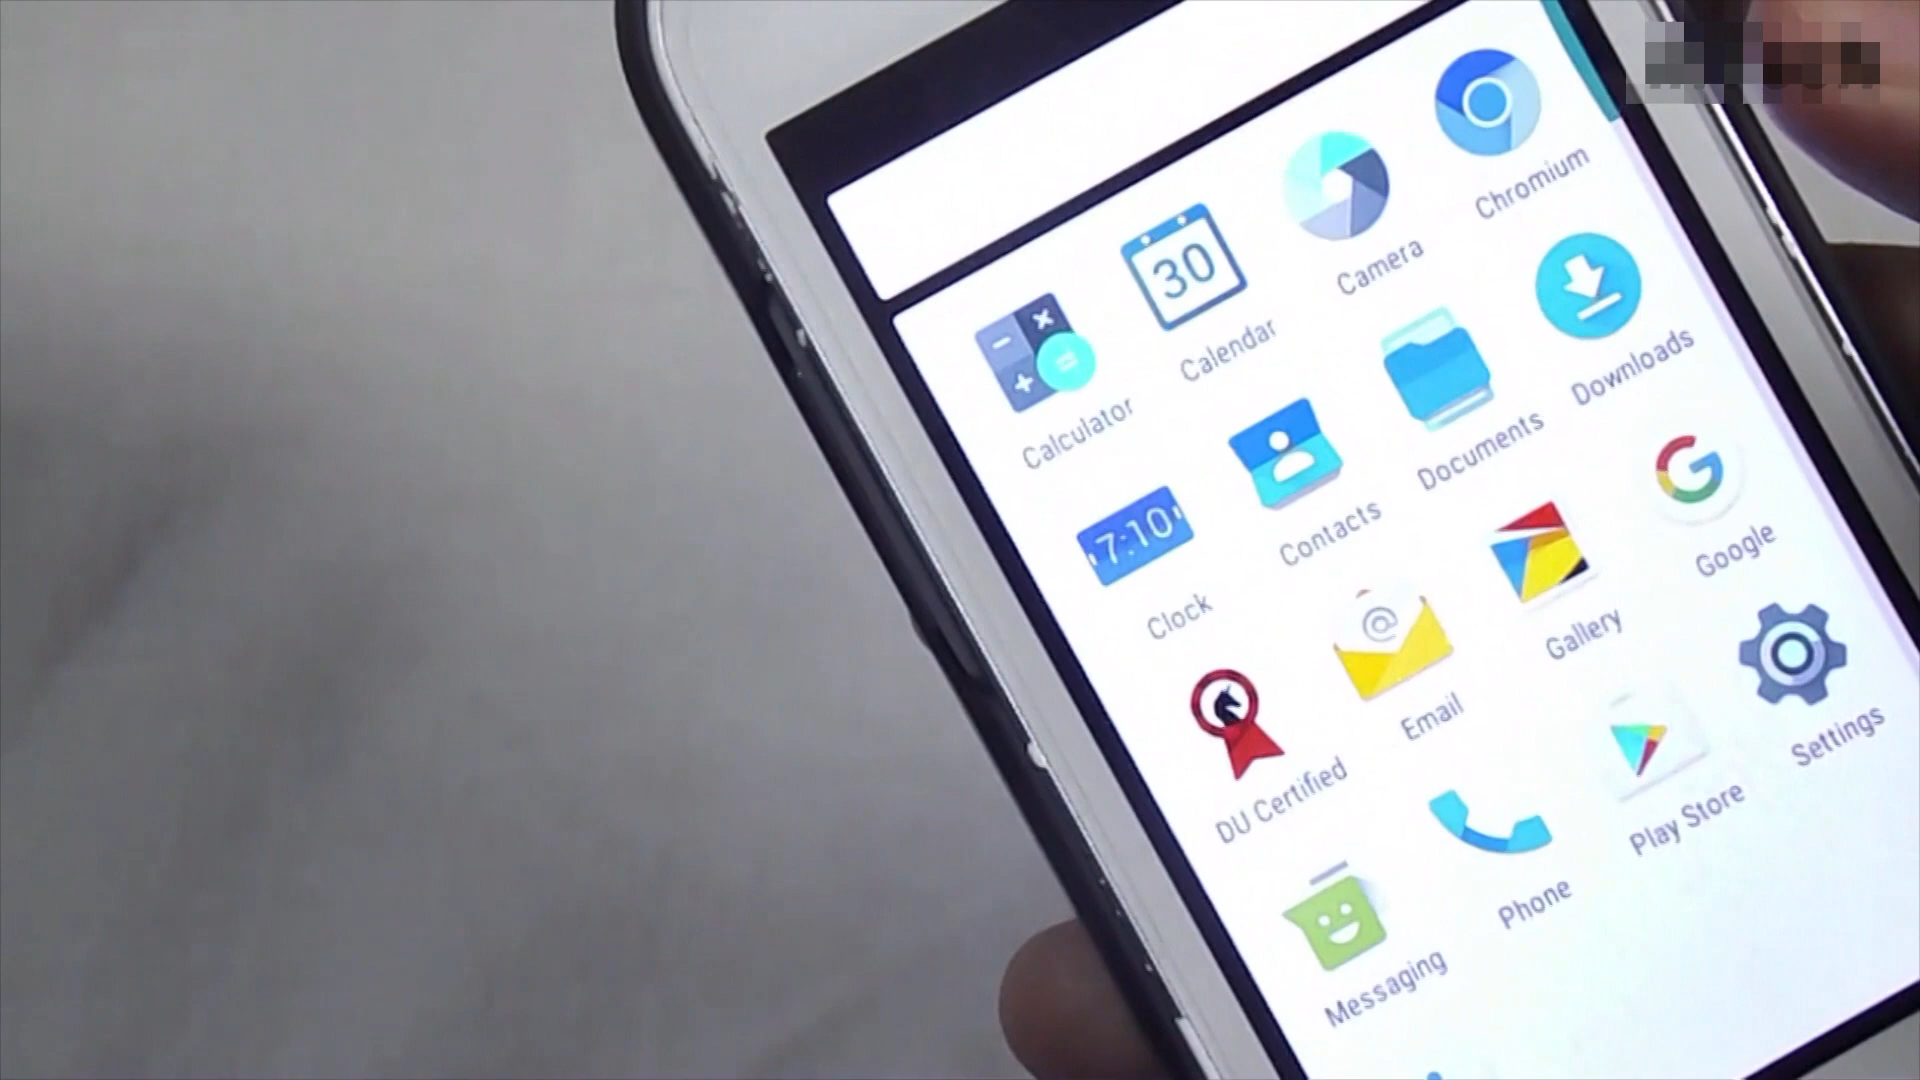 Calculator Calendar Camera Chromium
30
Clock Contacts Documents Downloads
7:10
DU Certified Email Gallery Google
@
G
Messaging Phone Play Store Settings